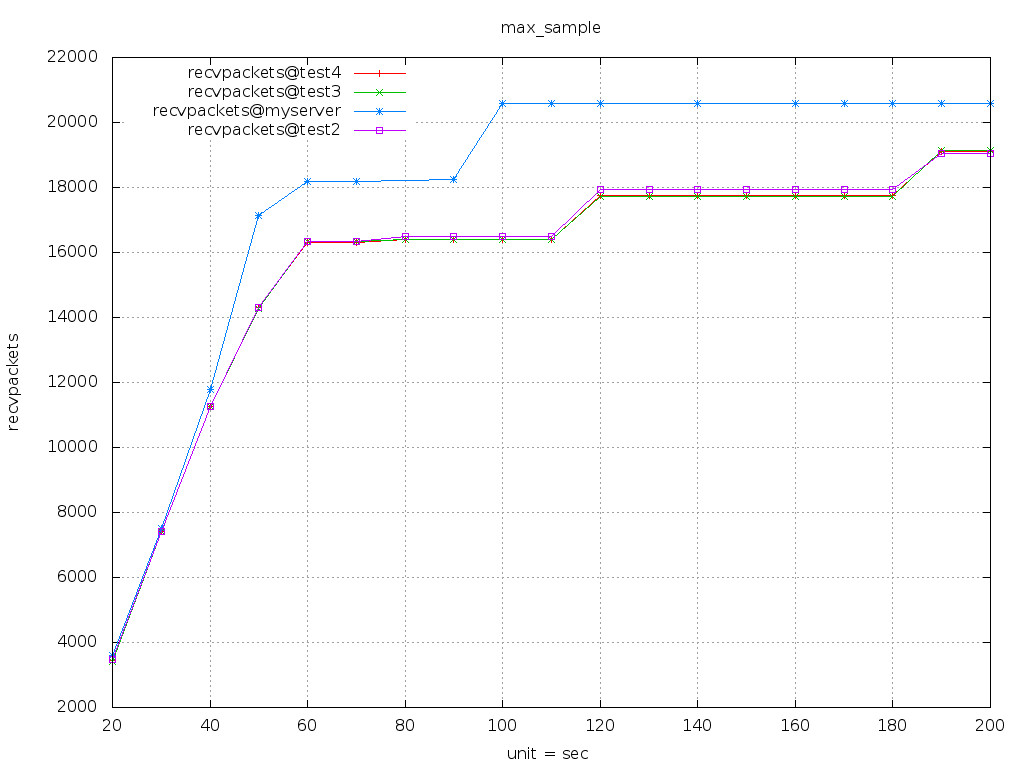 max_sample
22000
20000
18000
16000
14000
12000
10000
8000
6000
4000
2000
recvpackets
recvpackets@test4
recvpackets@test3
recvpackets@myserver
recvpackets@test2
20 40 60 80 100 120 140 160 180 200
unit = sec